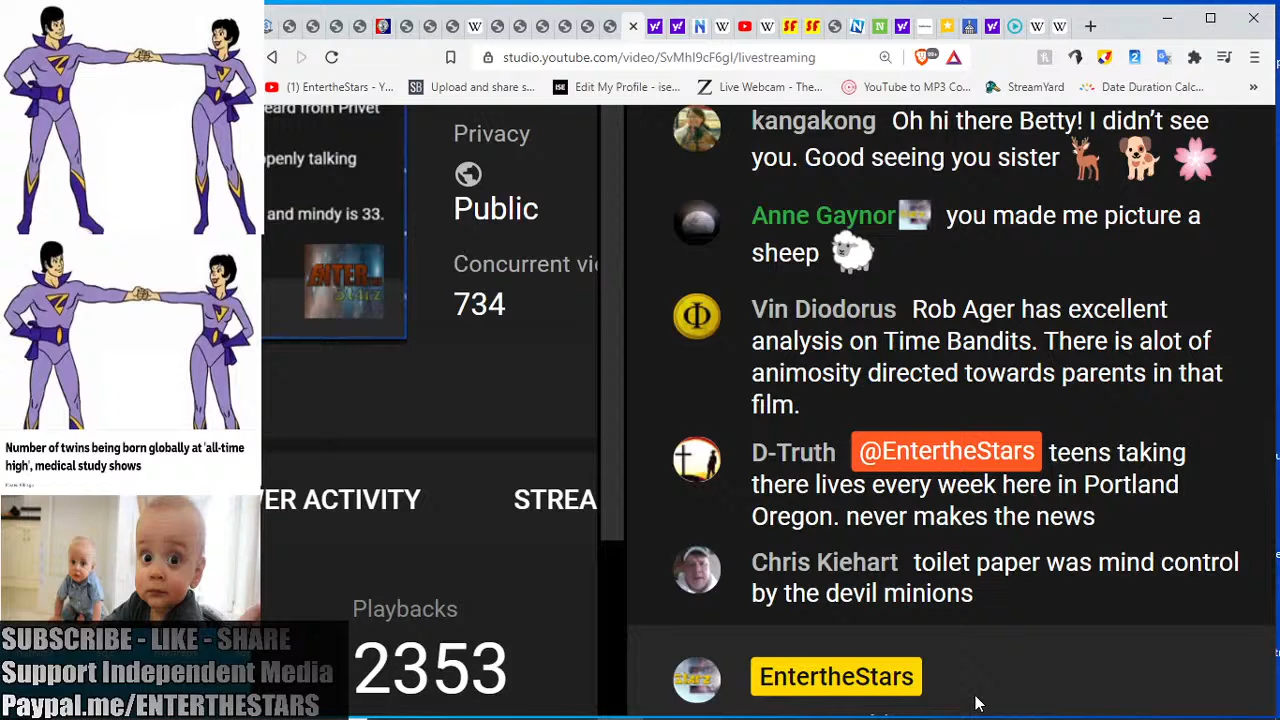 studio.youtube.com/video/SvMhI9cF6gI/livestreaming
99+
(1) EntertheStars - Y...
Upload and share s...
Edit My Profile - ise...
Live Webcam - The...
YouTube to MP3 Co...
StreamYard
Date Duration Calc...
eard from Privet
openly talking
and mindy is 33.
Privacy
Public
Concurrent vi
734
ER ACTIVITY
STREA
Playbacks
2353
kangakong Oh hi there Betty! I didn't see
you. Good seeing you sister
Anne Gaynor you made me picture a
sheep
Vin Diodorus Rob Ager has excellent
analysis on Time Bandits. There is alot of
animosity directed towards parents in that
film.
D-Truth @EntertheStars teens taking
there lives every week here in Portland
Oregon. never makes the news
Chris Kiehart toilet paper was mind control
by the devil minions
EntertheStars
Number of twins being born globally at 'all-time
high', medical study shows
SUBSCRIBE - LIKE - SHARE
Support Independent Media
Paypal.me/ENTERTHESTARS